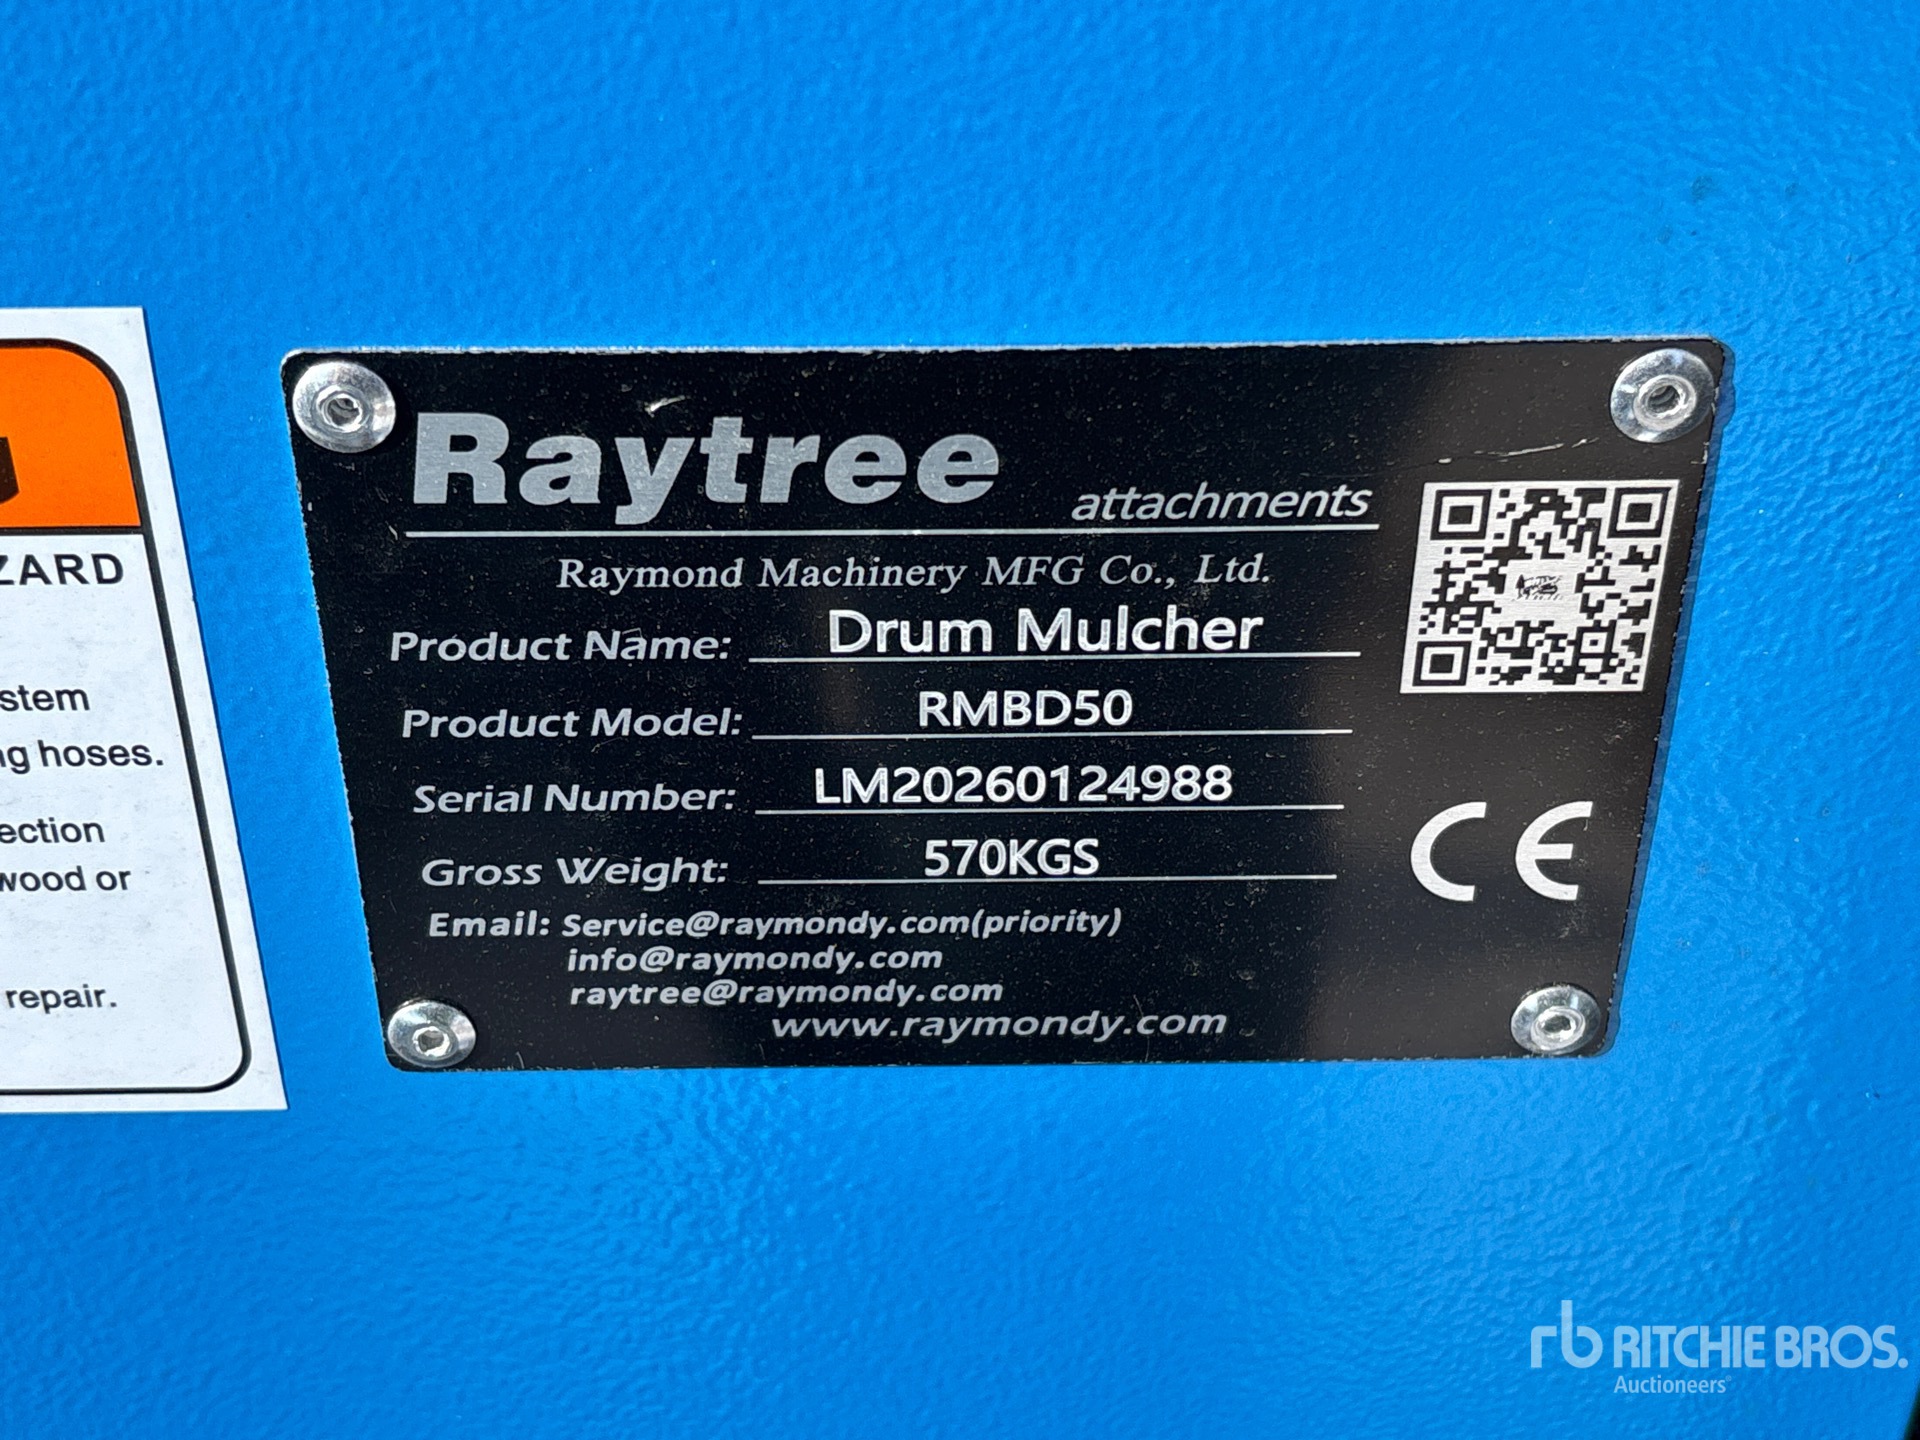 ZARD
stem
ng hoses.
ection
wood or
repair.
Raytree
attachments
Raymond Machinery MFG Co., Ltd.
Product Name: Drum Mulcher
Product Model: RMBD50
Serial Number: LM20260124988
Gross Weight: 570KGS
Email: Service@raymondy.com(priority)
info@raymondy.com
raytree@raymondy.com
www.raymondy.com
CE
rb RITCHIE BROS.
Auctioneers